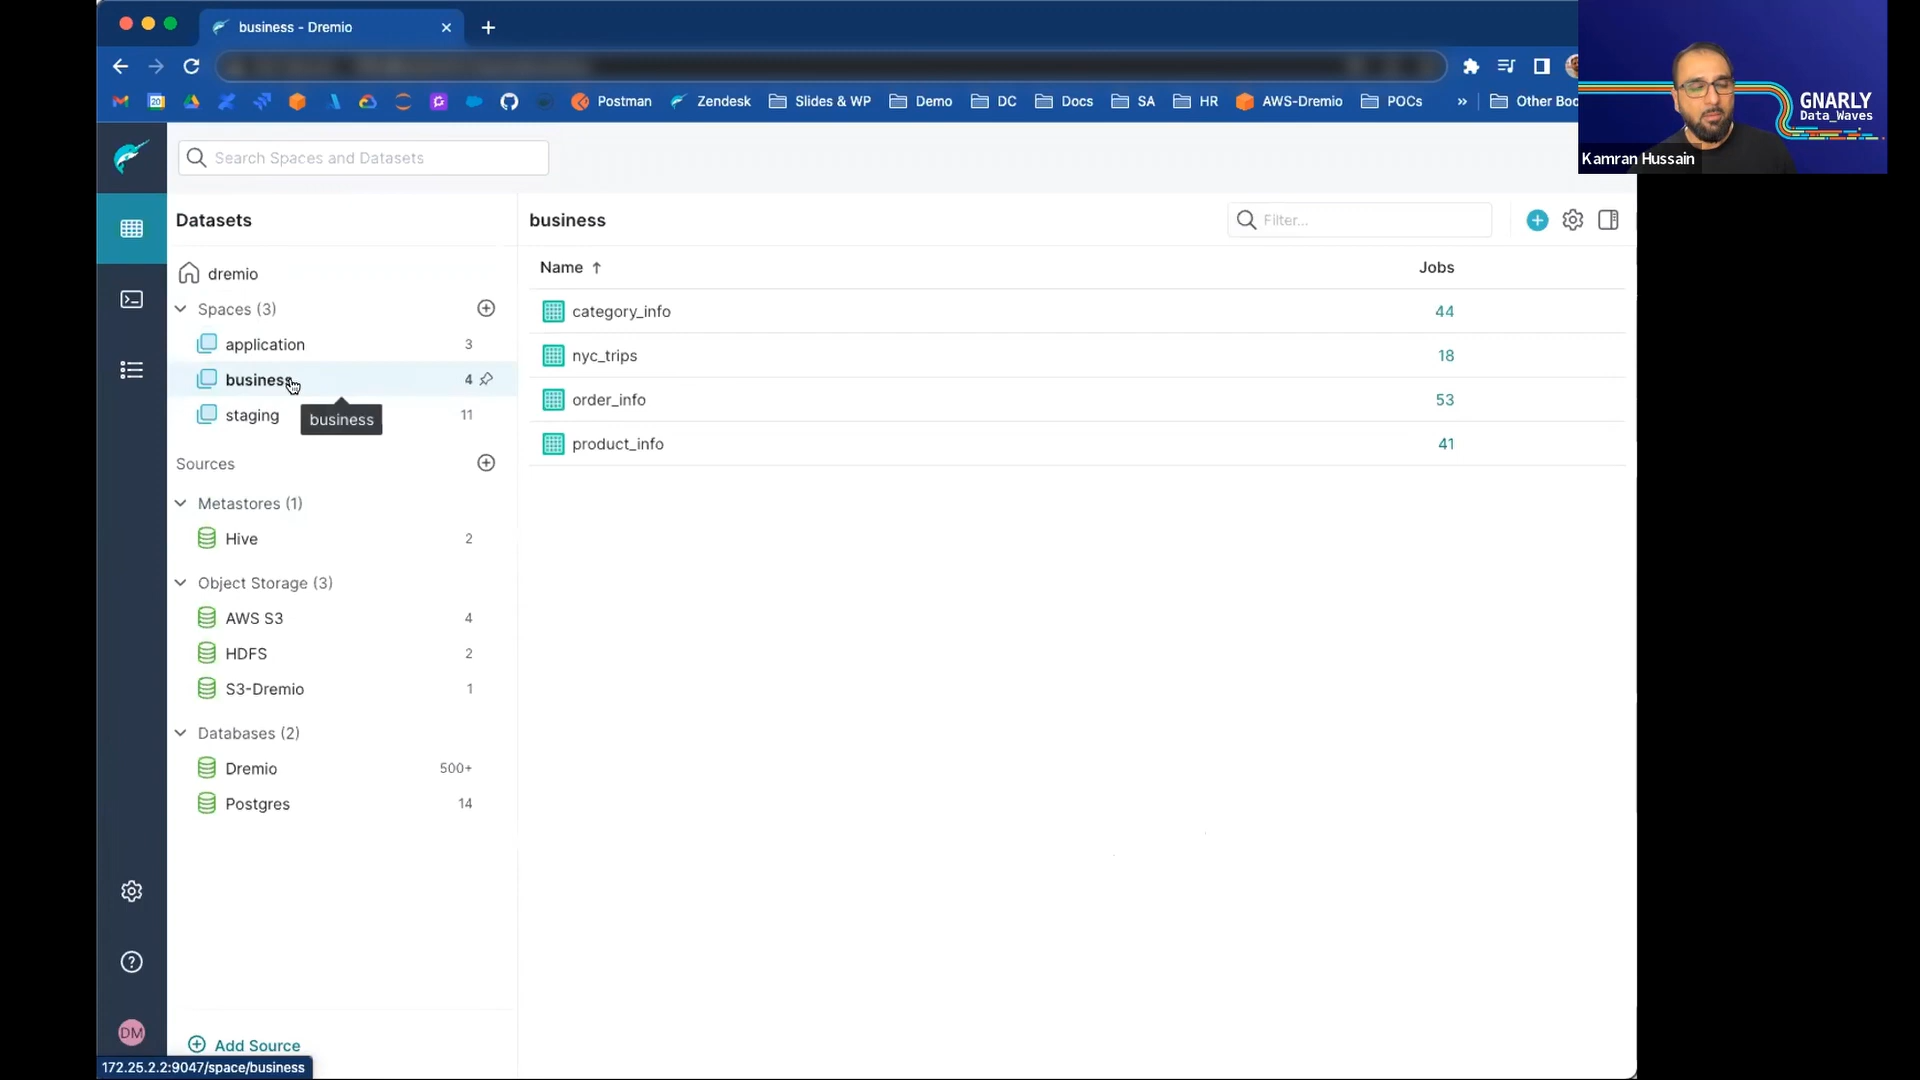 business - Dremio
20
Postman
Zendesk
Slides & WP
Demo
DC
Docs
SA
HR
AWS-Dremio
POCs
»
Other Boo
GNARLY
Data_Waves
Kamran Hussain
Search Spaces and Datasets
Datasets
business
Filter...
dremio
Name ↑
Jobs
Spaces (3)
category_info
44
application
3
nyc_trips
18
business
4
order_info
53
staging
11
business
product_info
41
Sources
Metastores (1)
Hive
2
Object Storage (3)
AWS S3
4
HDFS
2
S3-Dremio
1
Databases (2)
Dremio
500+
Postgres
14
DM
Add Source
172.25.2.2:9047/space/business